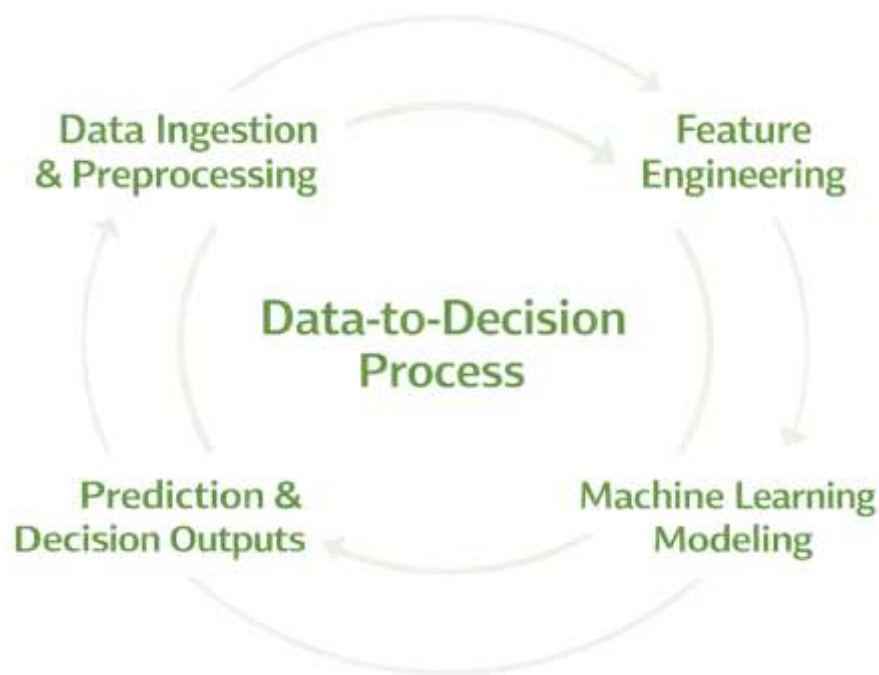 Data Ingestion
& Preprocessing
Feature
Engineering
Data-to-Decision
Process
Prediction &
Decision Outputs
Machine Learning
Modeling